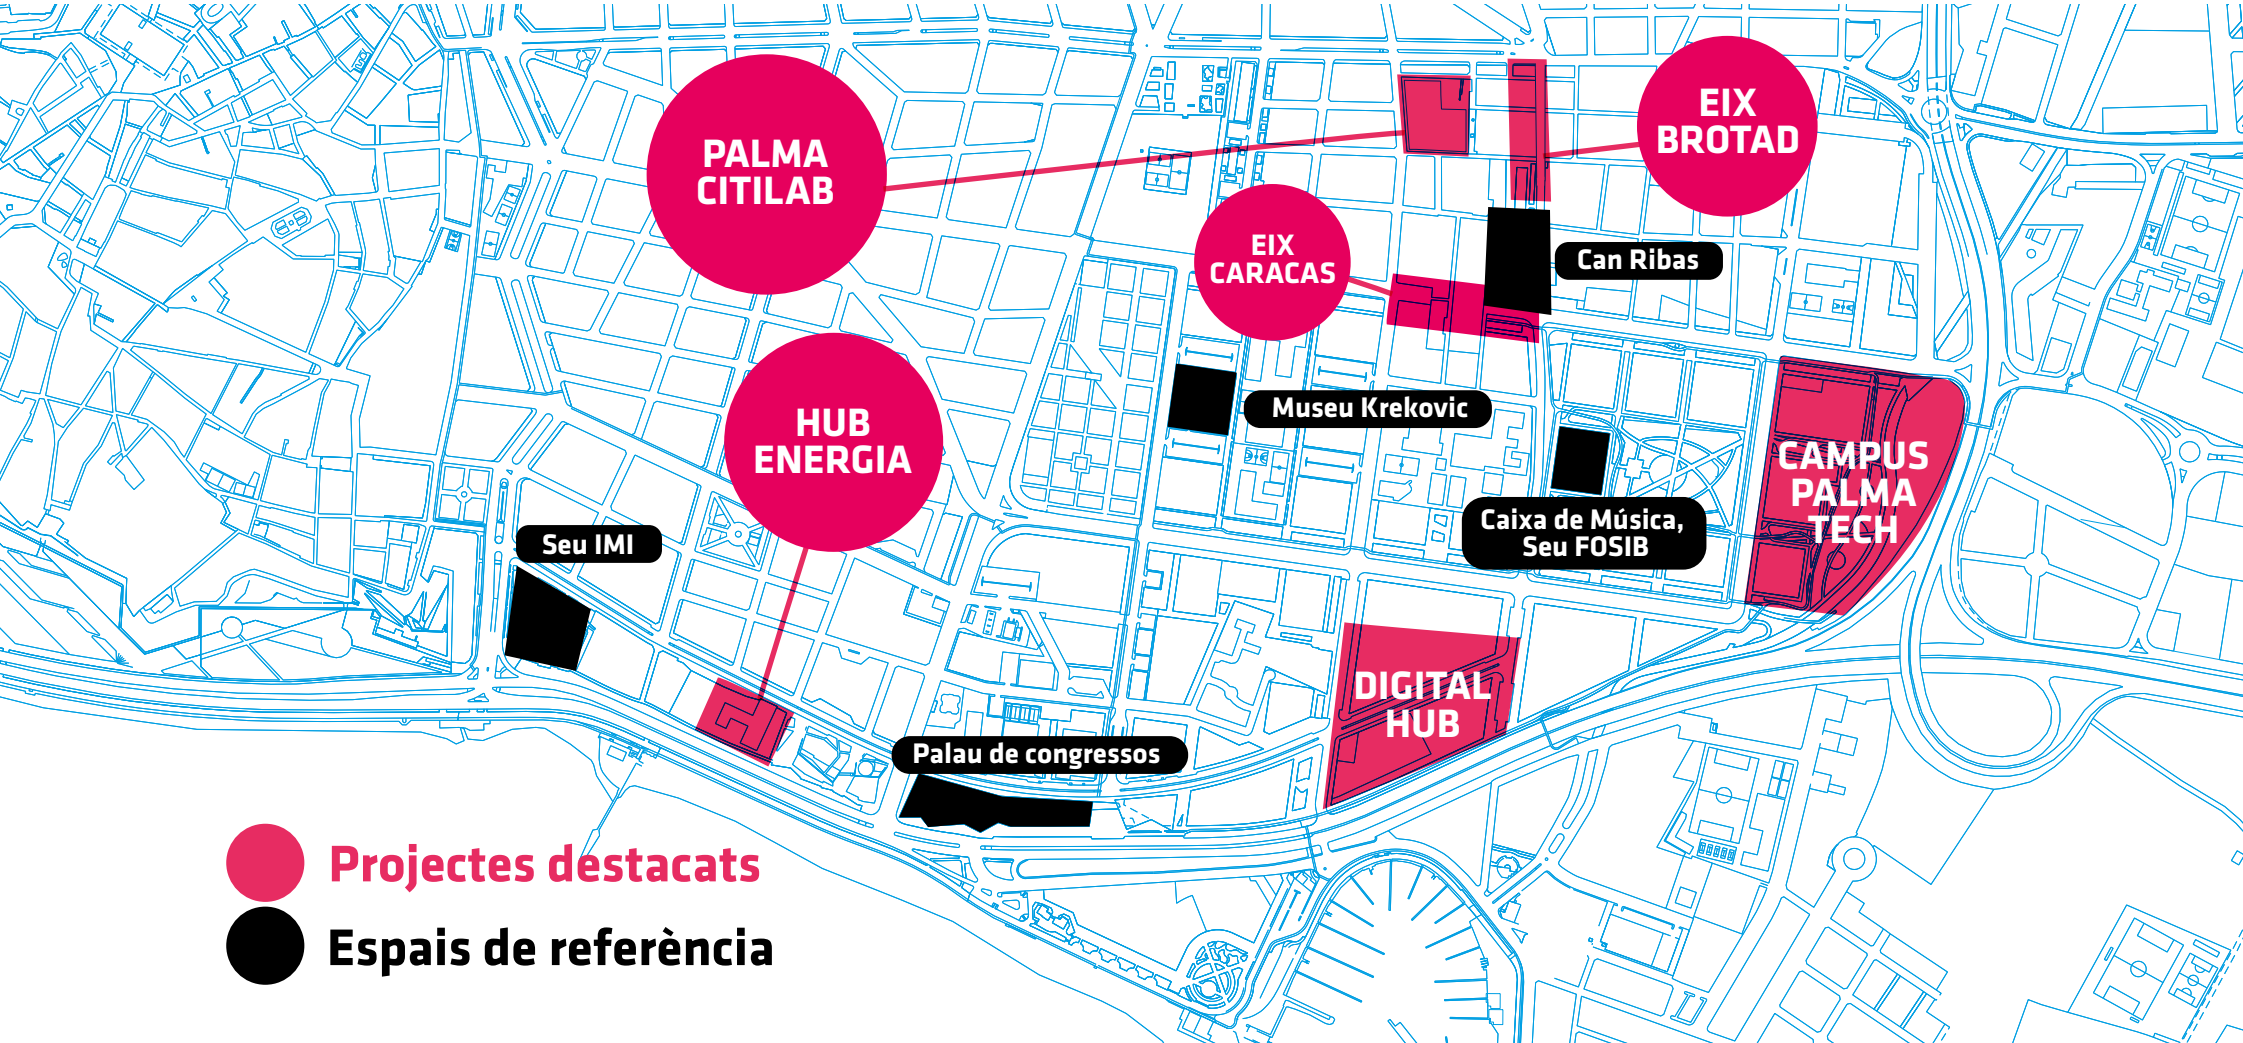 PALMA
CITILAB
EIX
BROTAD
EIX
CARACAS
Can Ribas
HUB
ENERGIA
Museu Krekovic
CAMPUS
PALMA
TECH
Seu IMI
Caixa de Música,
Seu FOSIB
DIGITAL
HUB
Palau de congressos
Projectes destacats
Espais de referència